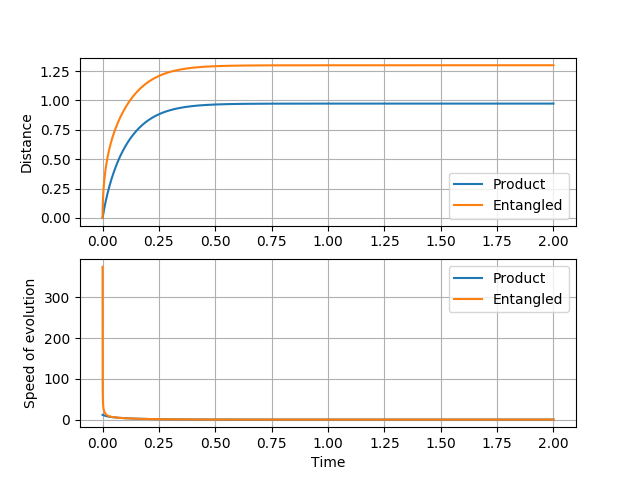 1.25
1.00
0.75
0.50
0.25
0.00
Distance
Product
Entangled
0.00 0.25 0.50 0.75 1.00 1.25 1.50 1.75 2.00
300
200
100
0
Speed of evolution
Product
Entangled
0.00 0.25 0.50 0.75 1.00 1.25 1.50 1.75 2.00
Time